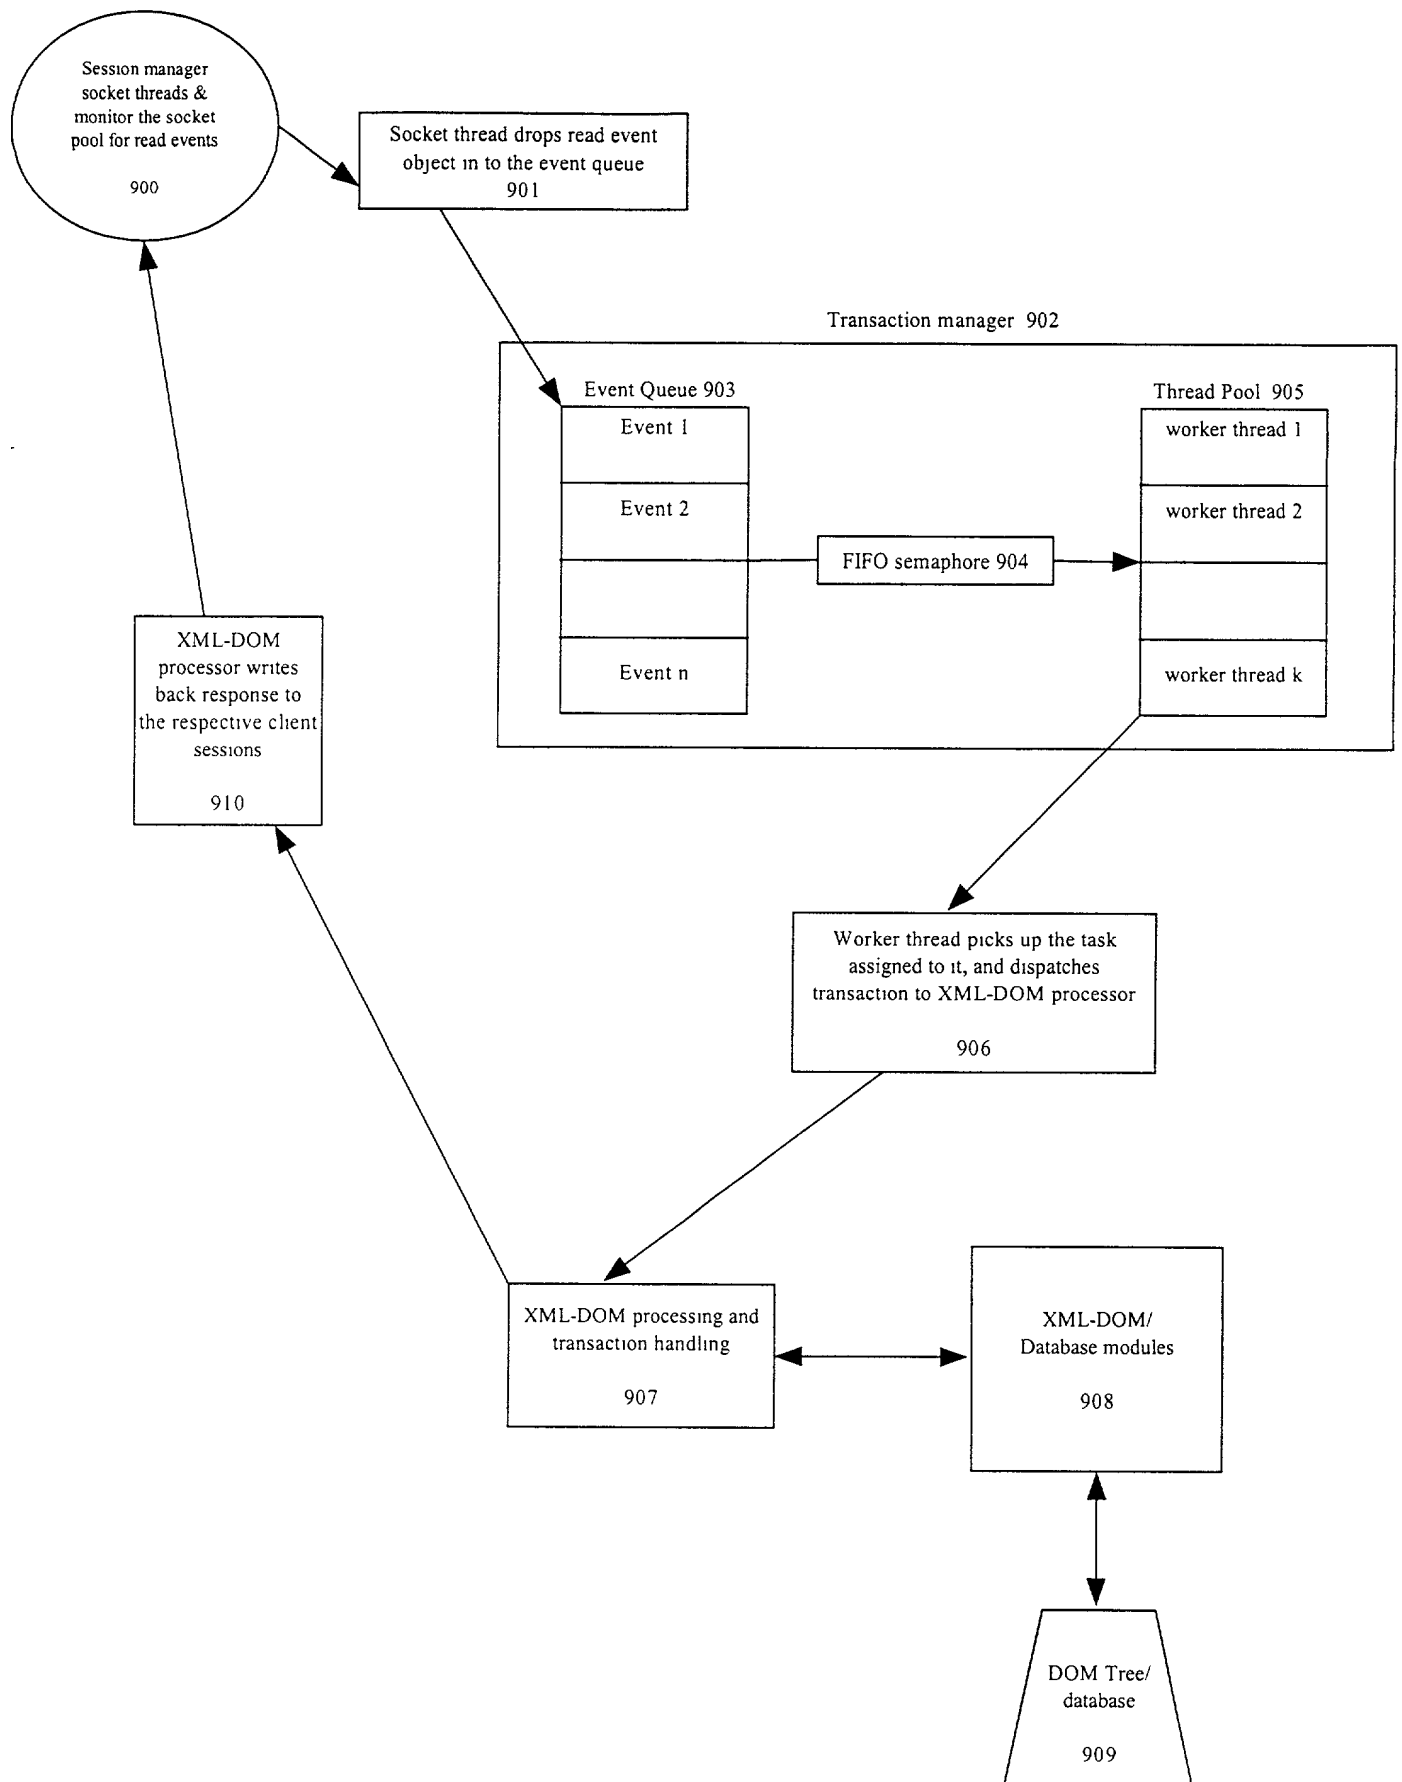 Session manager
socket threads &
monitor the socket
pool for read events
900
Socket thread drops read event
object in to the event queue
901
Transaction manager 902
Event Queue 903
Event 1
Event 2
Event n
FIFO semaphore 904
Thread Pool 905
worker thread 1
worker thread 2
worker thread k
Worker thread picks up the task
assigned to it, and dispatches
transaction to XML-DOM processor
906
XML-DOM processing and
transaction handling
907
XML-DOM/
Database modules
908
DOM Tree/
database
909
XML-DOM
processor writes
back response to
the respective client
sessions
910